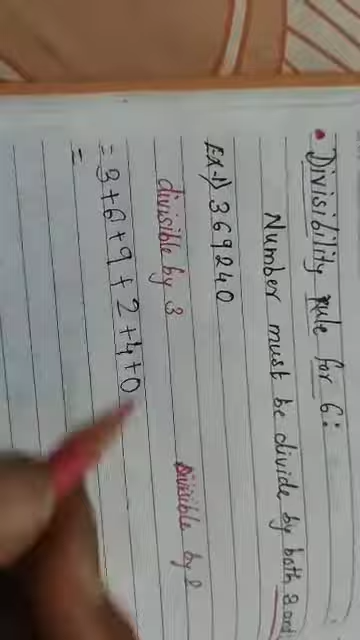 • Divisibility rule for 6:
Number must be divide by both 2 and
Ex-1) 369240
divisible by 3 Divisible by 2
= 3+6+9+2+4+0
=